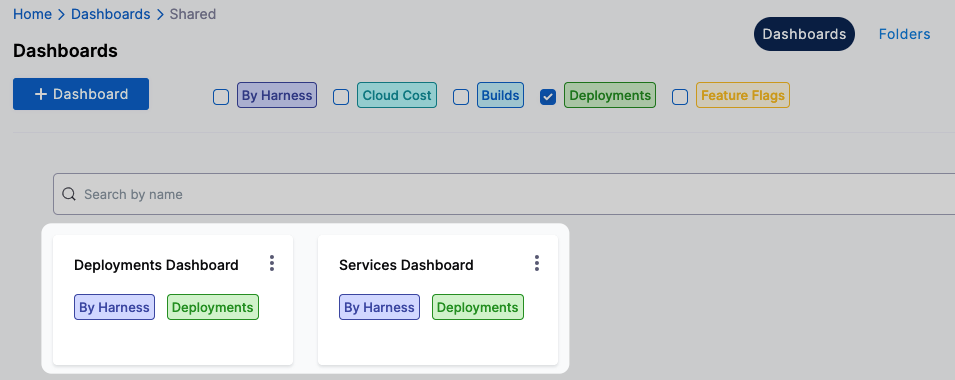 Home > Dashboards > Shared
Dashboards
Dashboards Folders
+ Dashboard
By Harness Cloud Cost Builds Deployments Feature Flags
Search by name
Deployments Dashboard
By Harness Deployments
Services Dashboard
By Harness Deployments